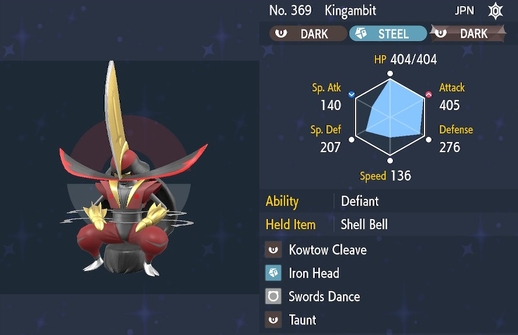 No. 369 Kingambit JPN
DARK STEEL DARK
HP 404/404
Sp. Atk 140
Attack 405
Sp. Def 207
Defense 276
Speed 136
Ability Defiant
Held Item Shell Bell
Kowtow Cleave
Iron Head
Swords Dance
Taunt